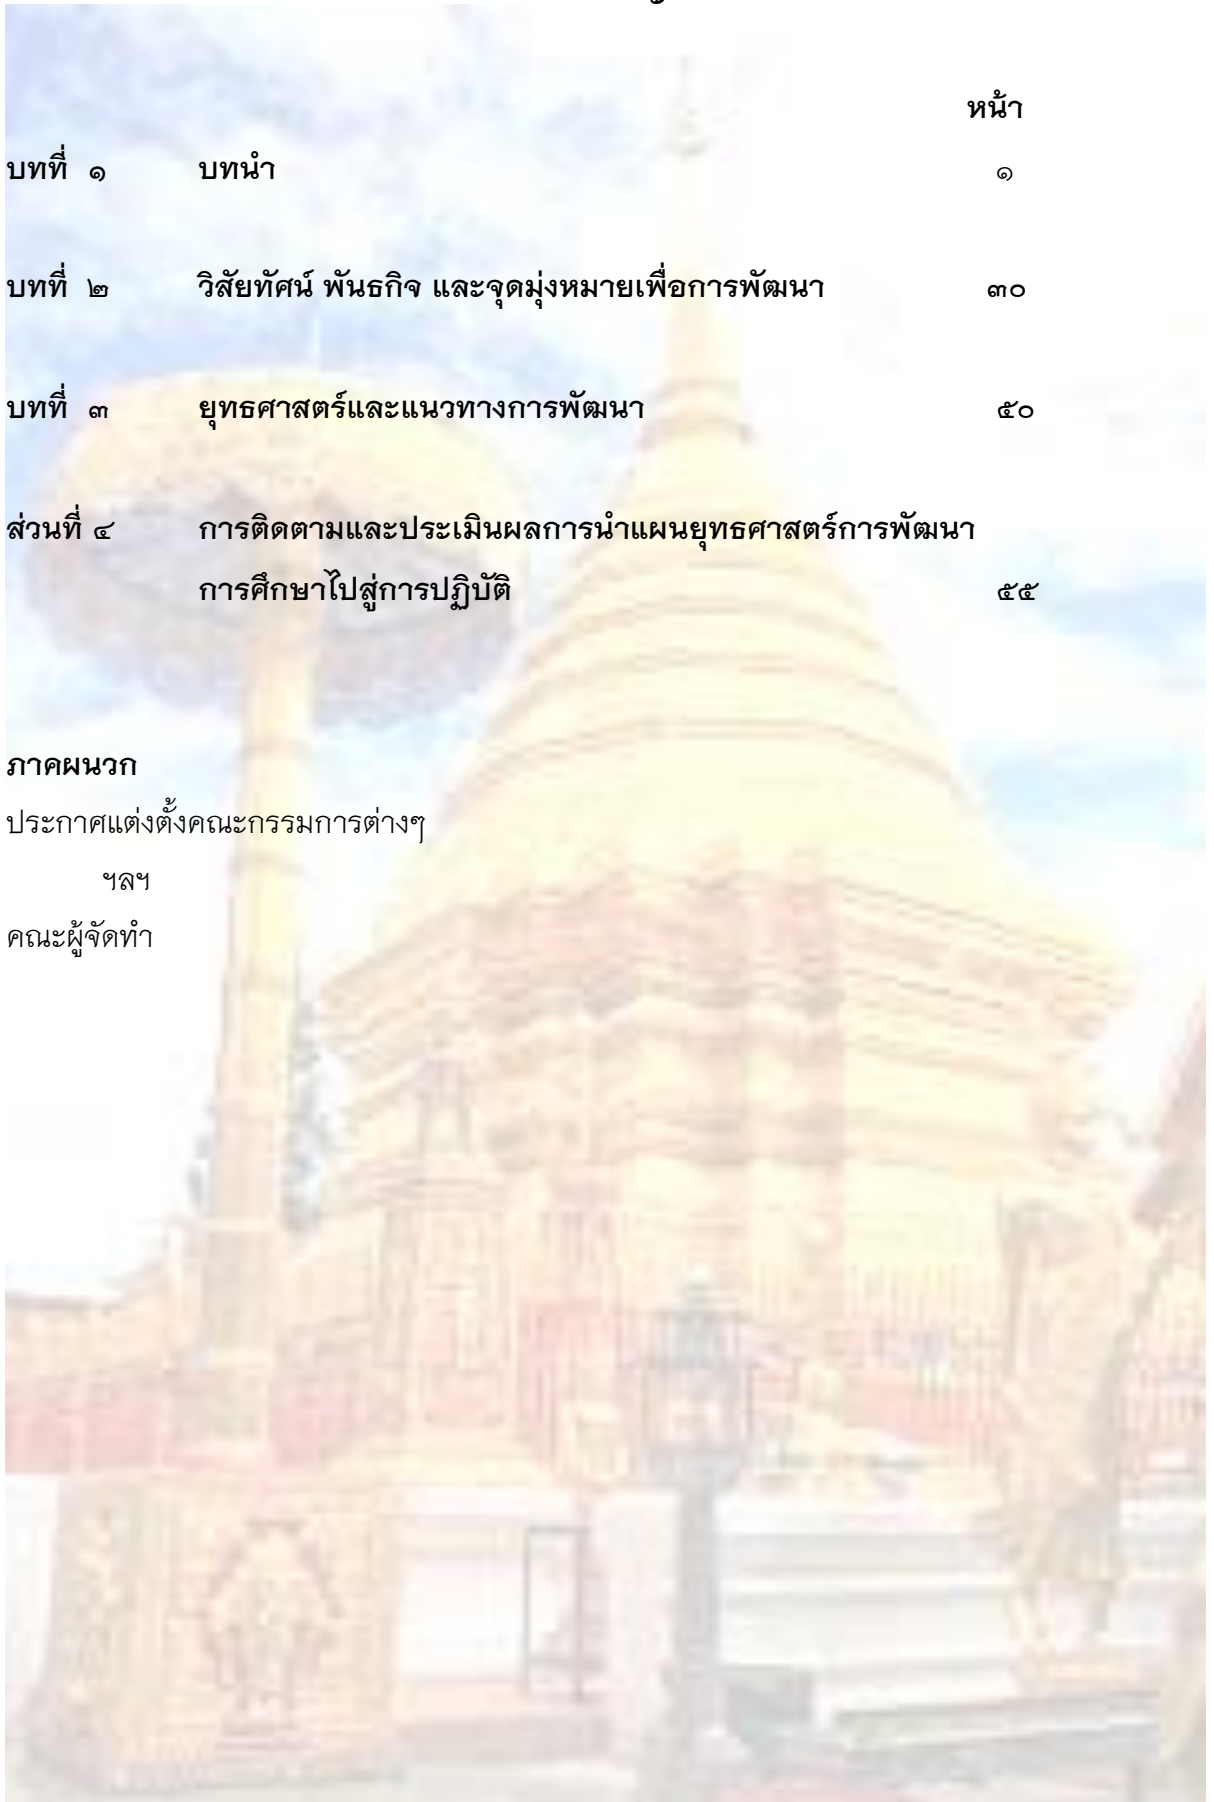 หน้า
บทที่ ๑ บทนำ ๑
บทที่ ๒ วิสัยทัศน์ พันธกิจ และจุดมุ่งหมายเพื่อการพัฒนา ๓๐
บทที่ ๓ ยุทธศาสตร์และแนวทางการพัฒนา ๕๐
ส่วนที่ ๔ การติดตามและประเมินผลการนำแผนยุทธศาสตร์การพัฒนา
การศึกษาไปสู่การปฏิบัติ ๕๕
ภาคผนวก
ประกาศแต่งตั้งคณะกรรมการต่างๆ
ฯลฯ
คณะผู้จัดทำ